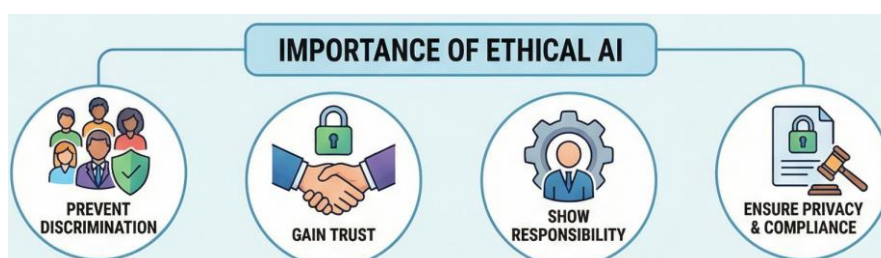 IMPORTANCE OF ETHICAL AI
PREVENT
DISCRIMINATION
GAIN TRUST
SHOW
RESPONSIBILITY
ENSURE PRIVACY
& COMPLIANCE